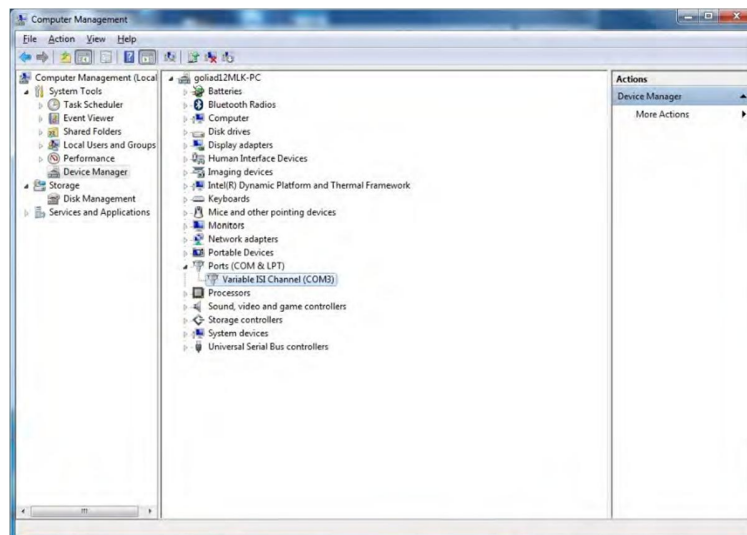 Computer Management
File Action View Help
Computer Management (Local
System Tools
Task Scheduler
Event Viewer
Shared Folders
Local Users and Groups
Performance
Device Manager
Storage
Disk Management
Services and Applications
goliad12MLK-PC
Batteries
Bluetooth Radios
Computer
Disk drives
Display adapters
Human Interface Devices
Imaging devices
Intel(R) Dynamic Platform and Thermal Framework
Keyboards
Mice and other pointing devices
Monitors
Network adapters
Portable Devices
Ports (COM & LPT)
Variable ISI Channel (COM3)
Processors
Sound, video and game controllers
Storage controllers
System devices
Universal Serial Bus controllers
Actions
Device Manager
More Actions